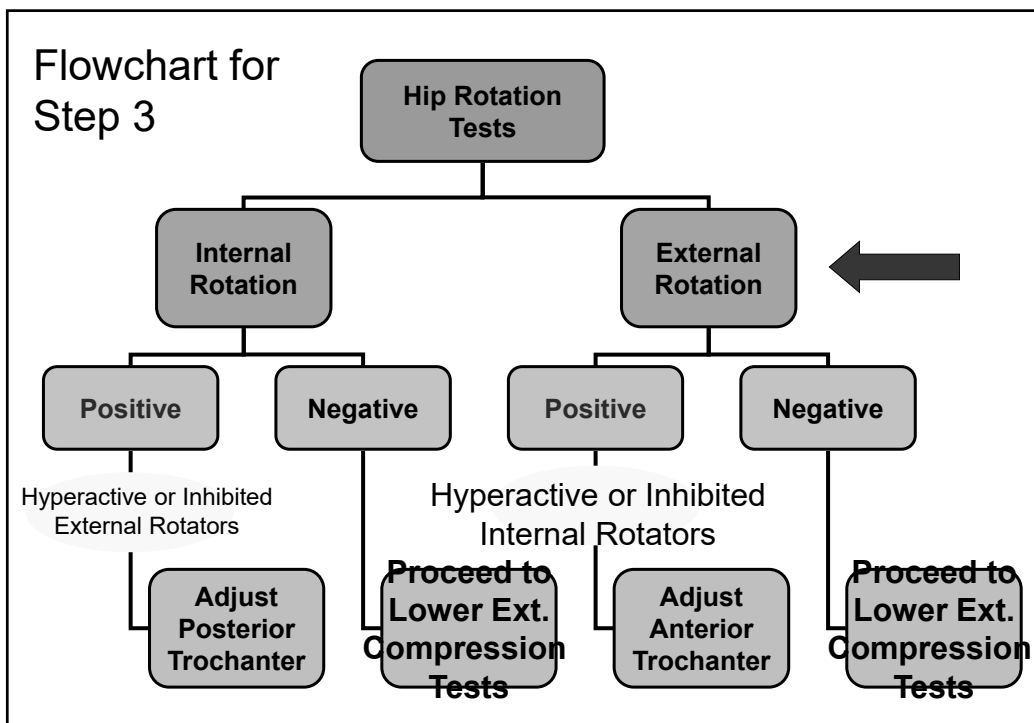 Flowchart for
Step 3
Hip Rotation
Tests
Internal
Rotation
External
Rotation
Positive
Negative
Positive
Negative
Hyperactive or Inhibited
External Rotators
Hyperactive or Inhibited
Internal Rotators
Adjust
Posterior
Trochanter
Proceed to
Lower Ext.
Compression
Tests
Adjust
Anterior
Trochanter
Proceed to
Lower Ext.
Compression
Tests